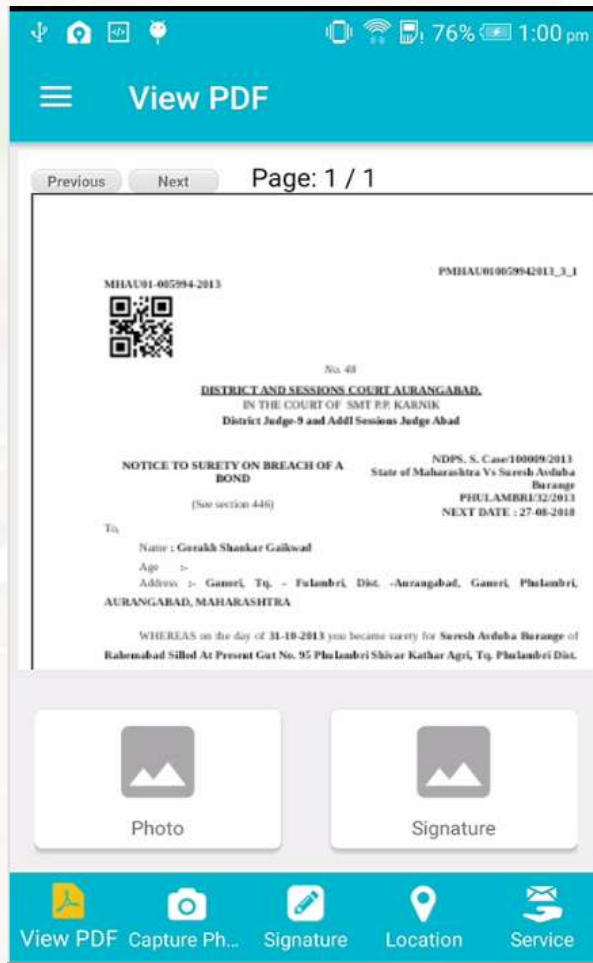 76% 1:00 pm
View PDF
Previous Next Page: 1 / 1
PMHAU010059942013_3_1
MHAU01-005994-2013
No. 48
DISTRICT AND SESSIONS COURT AURANGABAD.
IN THE COURT OF SMT P.P. KARNIK
District Judge-9 and Addl Sessions Judge Abad
NOTICE TO SURETY ON BREACH OF A
BOND
(See section 446)
NDPS. S. Case/100009/2013
State of Maharashtra Vs Suresh Avduba
Burange
PHULAMBRI/32/2013
NEXT DATE : 27-08-2018
To,
Name : Gorakh Shankar Gaikwad
Age :-
Address :- Ganori, Tq. - Fulambri, Dist. -Aurangabad, Ganori, Phulambri,
AURANGABAD, MAHARASHTRA
WHEREAS on the day of 31-10-2013 you became surety for Suresh Avduba Burange of
Rahemabad Sillod At Present Gut No. 95 Phulambri Shivar Kathar Agri, Tq. Phulambri Dist.
Photo
Signature
View PDF Capture Ph... Signature Location Service